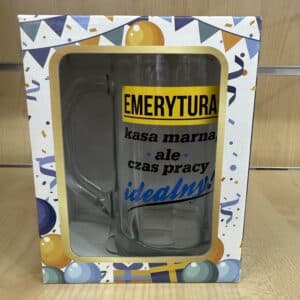 EMERYTURA
kasa marna,
ale
czas pracy
idealny!